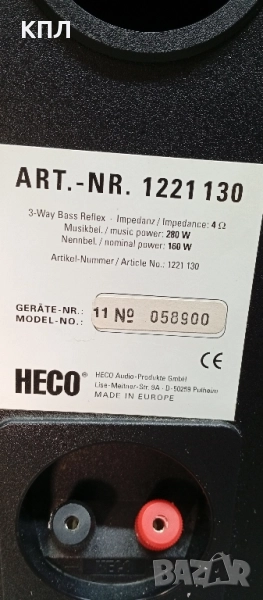 КПЛ
ART.-NR. 1221 130
3-Way Bass Reflex · Impedanz / Impedance: 4 Ω
Musikbel. / music power: 280 W
Nennbel. / nominal power: 160 W
Artikel-Nummer / Article No.: 1221 130
GERÄTE-NR.: 11 № 058900
MODEL-NO.:
CE
HECO® HECO Audio-Produkte GmbH
Lise-Meitner-Str. 9A · D-50259 Pulheim
MADE IN EUROPE
BAZAR